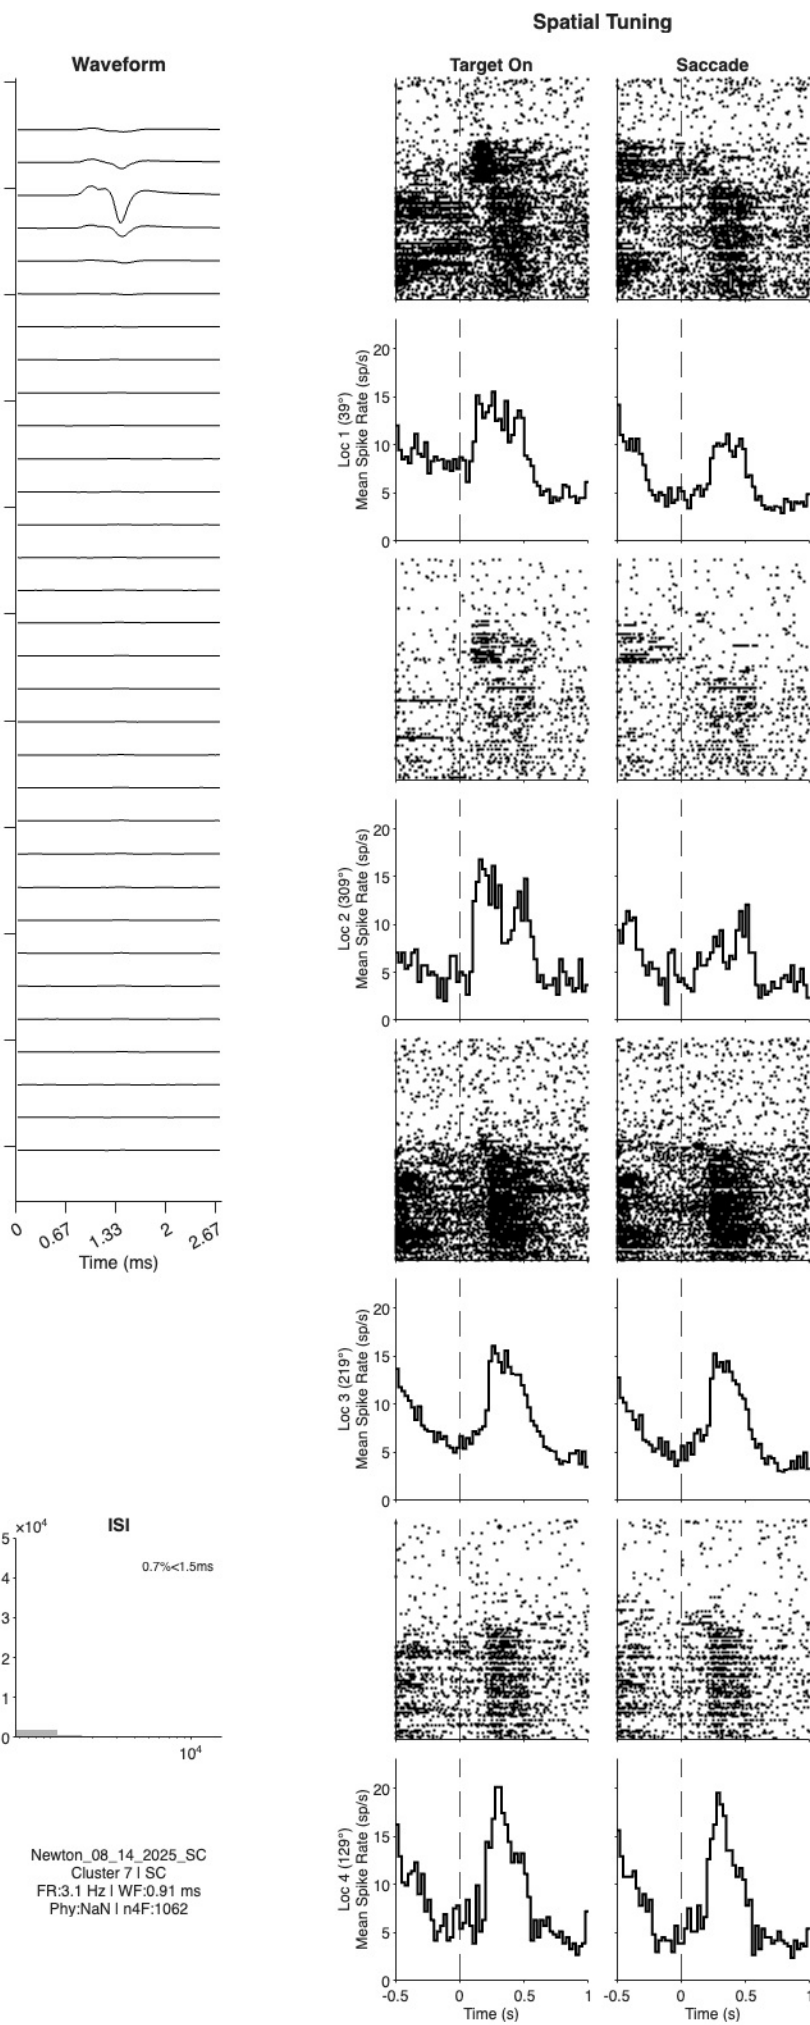 Spatial Tuning
Waveform
Target On
Saccade
0
0.67
1.33
2
2.67
Time (ms)
20
15
10
5
0
Loc 1 (39°)
Mean Spike Rate (sp/s)
20
15
10
5
0
Loc 2 (309°)
Mean Spike Rate (sp/s)
20
15
10
5
0
Loc 3 (219°)
Mean Spike Rate (sp/s)
20
15
10
5
0
Loc 4 (129°)
Mean Spike Rate (sp/s)
-0.5 0 0.5 1
Time (s)
-0.5 0 0.5 1
Time (s)
ISI
×10⁴
5
4
3
2
1
0
0.7%<1.5ms
10⁴
Newton_08_14_2025_SC
Cluster 7 | SC
FR:3.1 Hz | WF:0.91 ms
Phy:NaN | n4F:1062